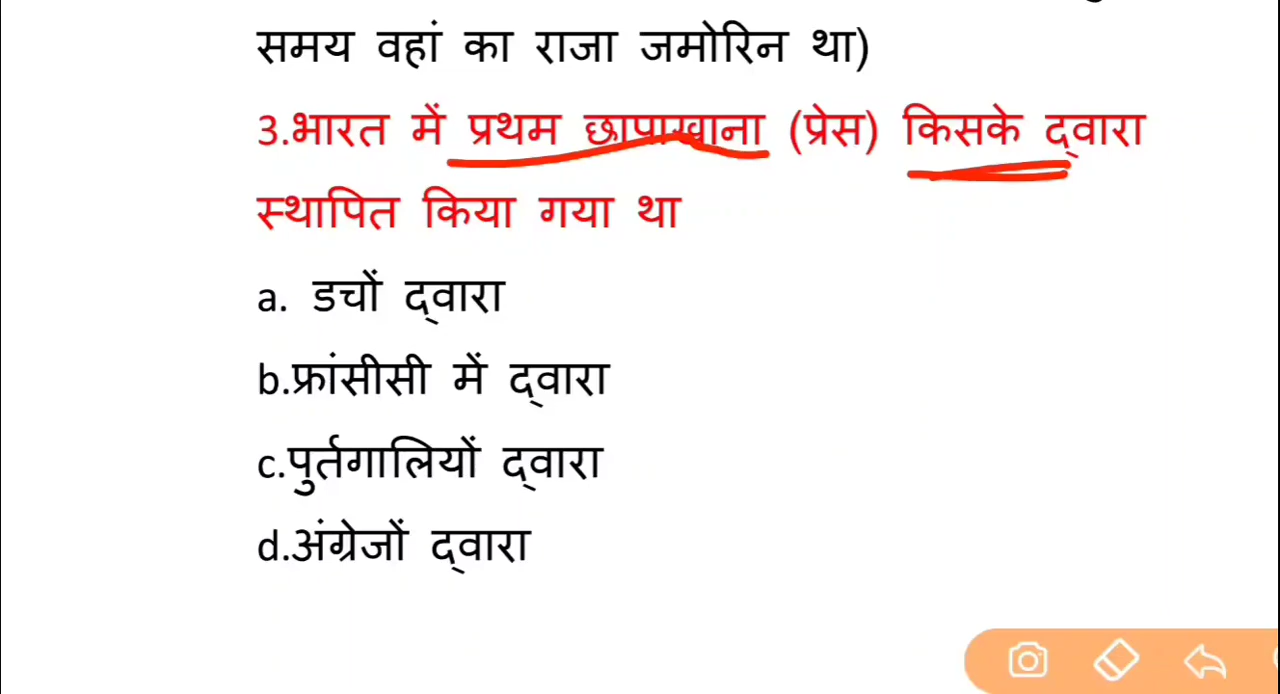 समय वहां का राजा जमोरिन था)
3.भारत में प्रथम छापाखाना (प्रेस) किसके द्वारा
स्थापित किया गया था
a. डचों द्वारा
b.फ्रांसीसी में द्वारा
c.पुर्तगालियों द्वारा
d.अंग्रेजों द्वारा